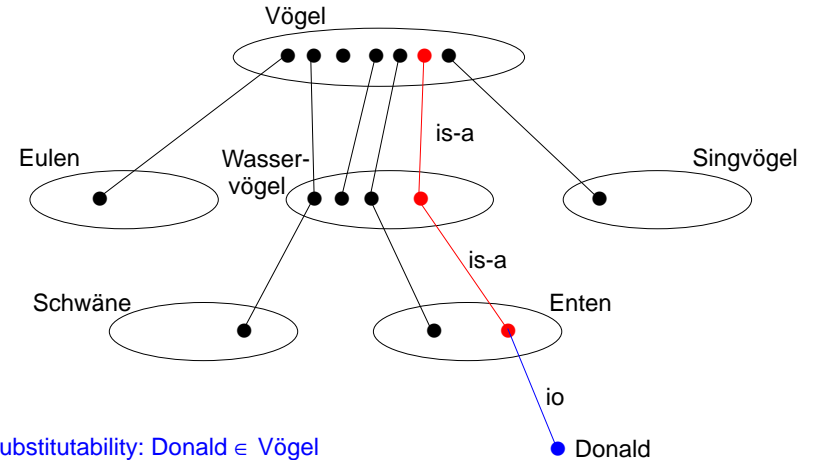 Vögel
is-a
Eulen
Wasser-
vögel
Singvögel
is-a
Schwäne
Enten
io
ubstitutability: Donald ∈ Vögel
Donald